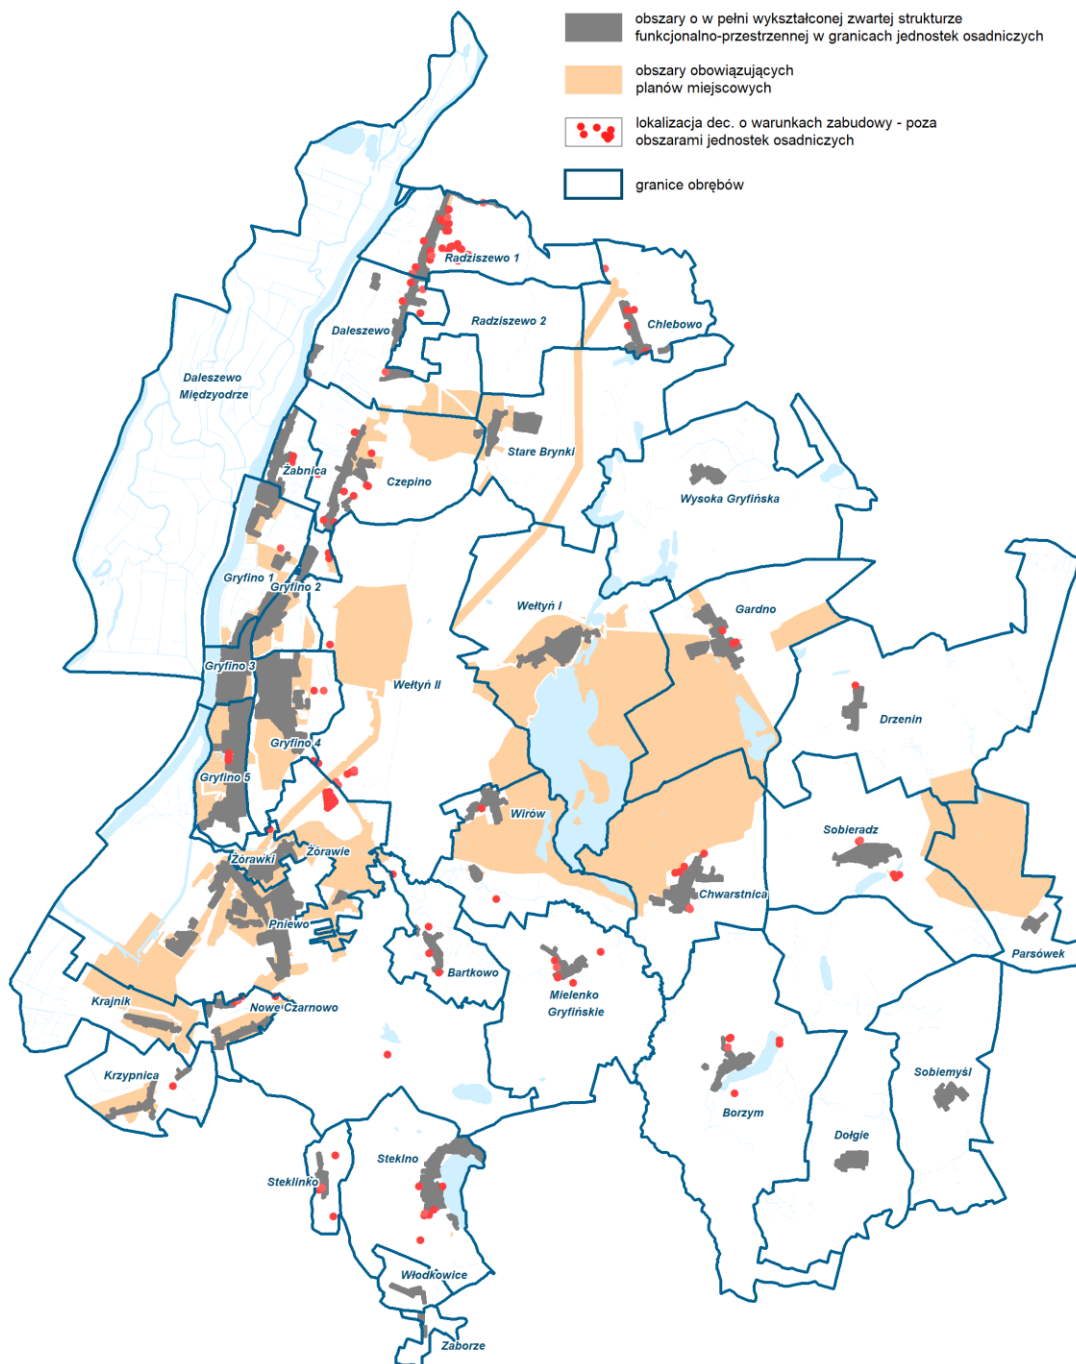 obszary o w pełni wykształconej zwartej strukturze
funkcjonalno-przestrzennej w granicach jednostek osadniczych
obszary obowiązujących
planów miejscowych
lokalizacja dec. o warunkach zabudowy - poza
obszarami jednostek osadniczych
granice obrębów
Radziszewo 1
Radziszewo 2
Chlebowo
Daleszewo
Daleszewo
Międzyodrze
Stare Brynki
Żabnica
Czepino
Wysoka Gryfińska
Gryfino 1
Gryfino 2
Wełtyń I
Gardno
Gryfino 3
Wełtyń II
Drzenin
Gryfino 4
Gryfino 5
Wirów
Sobieradz
Żórawki
Żórawie
Chwarstnica
Pniewo
Parsówek
Bartkowo
Krajnik
Nowe Czarnowo
Mielenko
Gryfińskie
Krzypnica
Sobiemyśl
Borzym
Dołgie
Steklno
Steklinko
Włodkowice
Zaborze